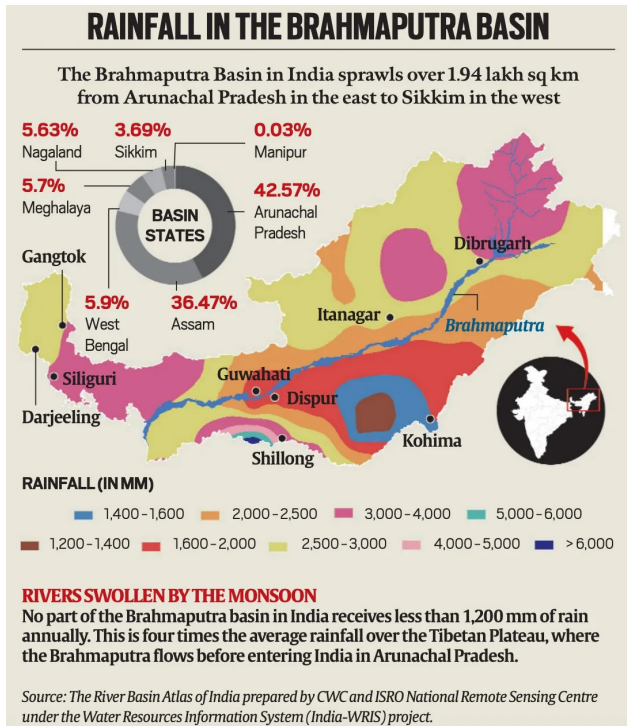 RAINFALL IN THE BRAHMAPUTRA BASIN
The Brahmaputra Basin in India sprawls over 1.94 lakh sq km
from Arunachal Pradesh in the east to Sikkim in the west
5.63%
Nagaland
3.69%
Sikkim
0.03%
Manipur
5.7%
Meghalaya
BASIN
STATES
42.57%
Arunachal
Pradesh
5.9%
West
Bengal
36.47%
Assam
Gangtok
Dibrugarh
Itanagar
Brahmaputra
Siliguri
Guwahati
Dispur
Darjeeling
Kohima
Shillong
RAINFALL (IN MM)
1,400-1,600 2,000-2,500 3,000-4,000 5,000-6,000
1,200-1,400 1,600-2,000 2,500-3,000 4,000-5,000 >6,000
RIVERS SWOLLEN BY THE MONSOON
No part of the Brahmaputra basin in India receives less than 1,200 mm of rain
annually. This is four times the average rainfall over the Tibetan Plateau, where
the Brahmaputra flows before entering India in Arunachal Pradesh.
Source: The River Basin Atlas of India prepared by CWC and ISRO National Remote Sensing Centre
under the Water Resources Information System (India-WRIS) project.